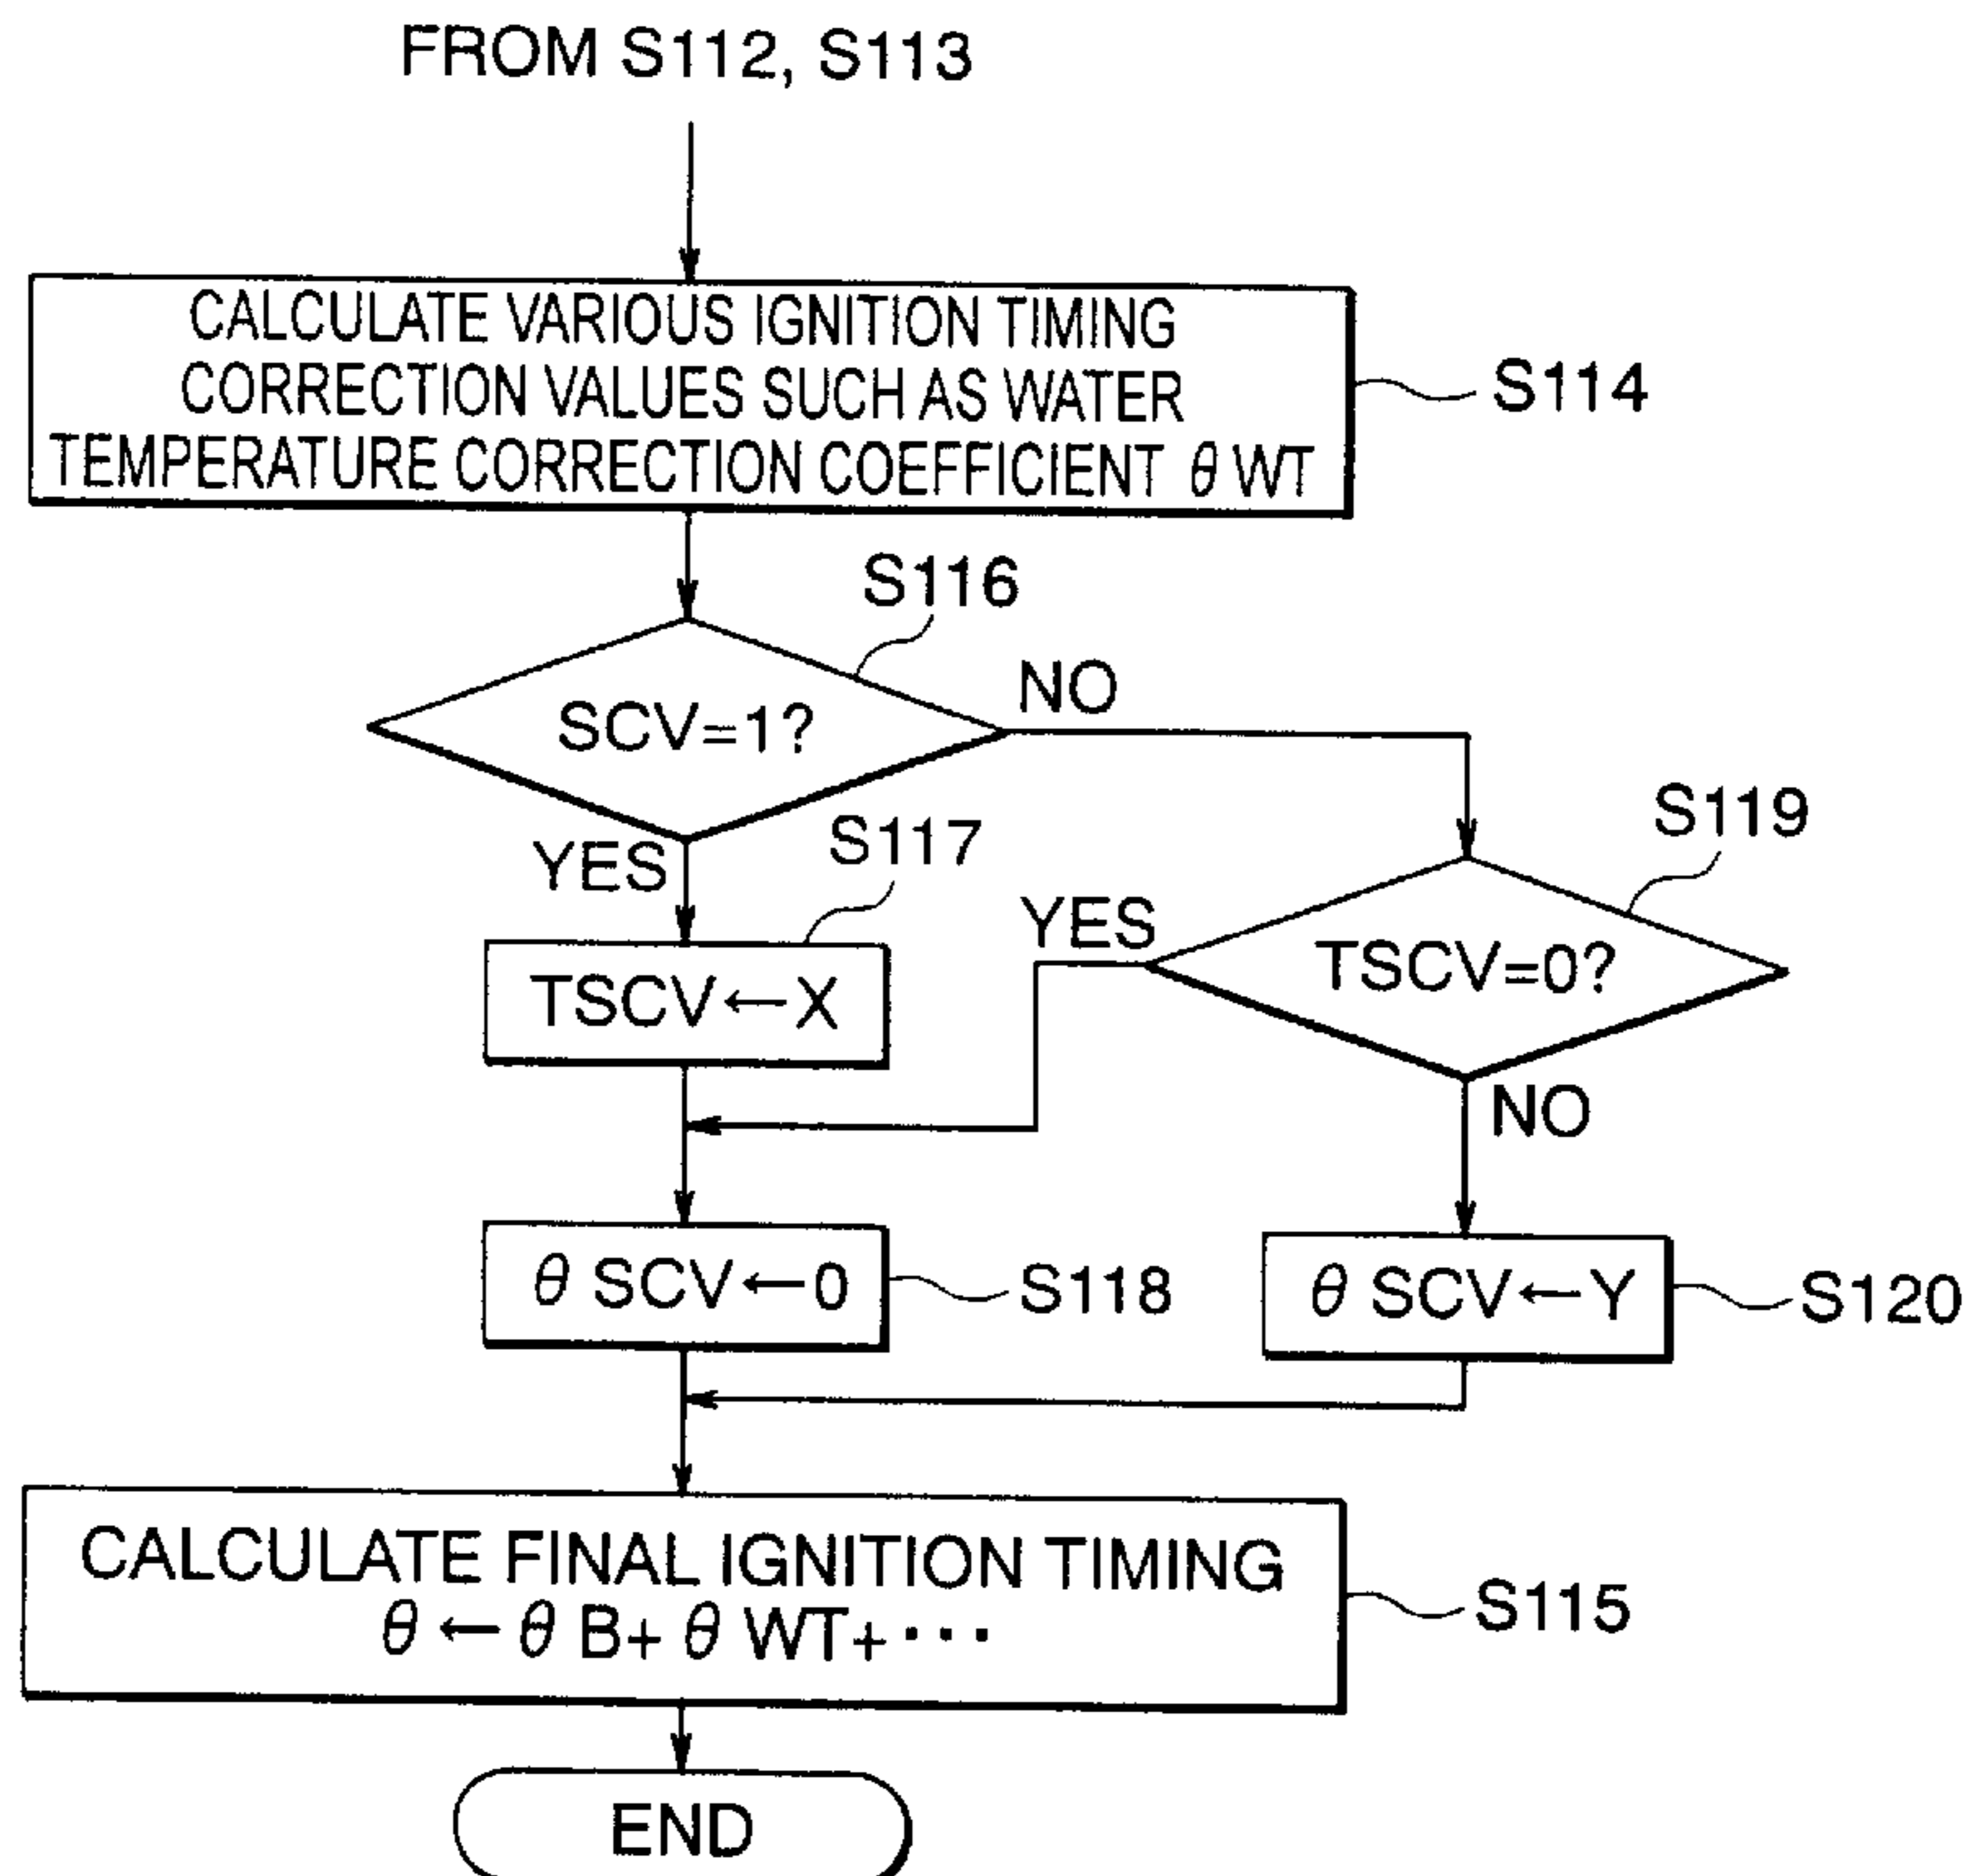 FROM S112, S113
CALCULATE VARIOUS IGNITION TIMING
CORRECTION VALUES SUCH AS WATER
TEMPERATURE CORRECTION COEFFICIENT θ WT
S114
S116
SCV=1?
NO
YES
S117
S119
TSCV←X
YES
TSCV=0?
NO
θ SCV←0
S118
θ SCV←Y
S120
CALCULATE FINAL IGNITION TIMING
θ ← θ B+ θ WT+···
S115
END